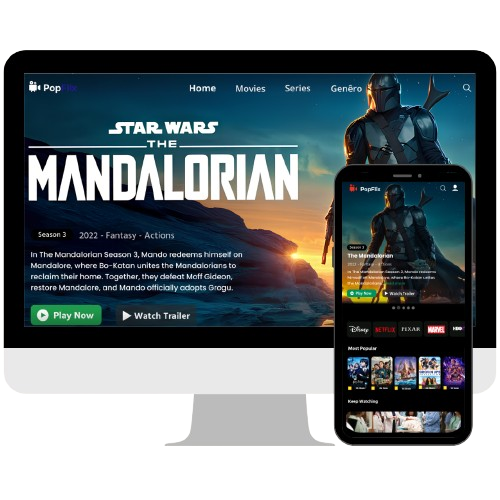 PopFlix
Home Movies Series Genêro
STAR WARS
THE
MANDALORIAN
Season 3 2022 - Fantasy - Actions
In The Mandalorian Season 3, Mando redeems himself on
Mandalore, where Bo-Katan unites the Mandalorians to
reclaim their home. Together, they defeat Moff Gideon,
restore Mandalore, and Mando officially adopts Grogu.
Play Now Watch Trailer
PopFlix
Season 3
The Mandalorian
2022 - Fantasy - Actions
In The Mandalorian Season 3, Mando redeems
himself on Mandalore, where Bo-Katan unites
the Mandalorians
Play Now Watch Trailer
Disney NETFLIX PIXAR MARVEL HBO
Most Popular
Keep Watching